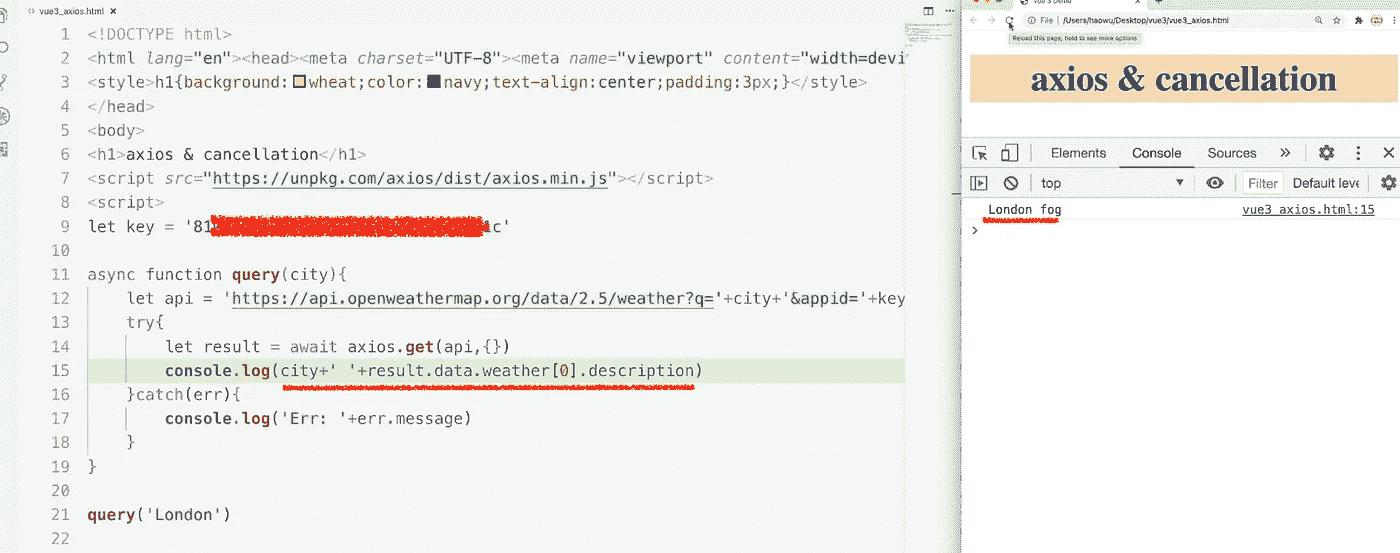 vue3_axios.html
1 <!DOCTYPE html>
2 <html lang="en"><head><meta charset="UTF-8"><meta name="viewport" content="width=devi
3 <style>h1{background:wheat;color:navy;text-align:center;padding:3px;}</style>
4 </head>
5 <body>
6 <h1>axios & cancellation</h1>
7 <script src="https://unpkg.com/axios/dist/axios.min.js"></script>
8 <script>
9 let key = '81 c'
10
11 async function query(city){
12 let api = 'https://api.openweathermap.org/data/2.5/weather?q='+city+'&appid='+key
13 try{
14 let result = await axios.get(api,{})
15 console.log(city+' '+result.data.weather[0].description)
16 }catch(err){
17 console.log('Err: '+err.message)
18 }
19 }
20
21 query('London')
22
File /Users/haowu/Desktop/vue3/vue3_axios.html
Reload this page, hold to see more options
axios & cancellation
Elements Console Sources »
top Filter Default leve
London fog vue3_axios.html:15